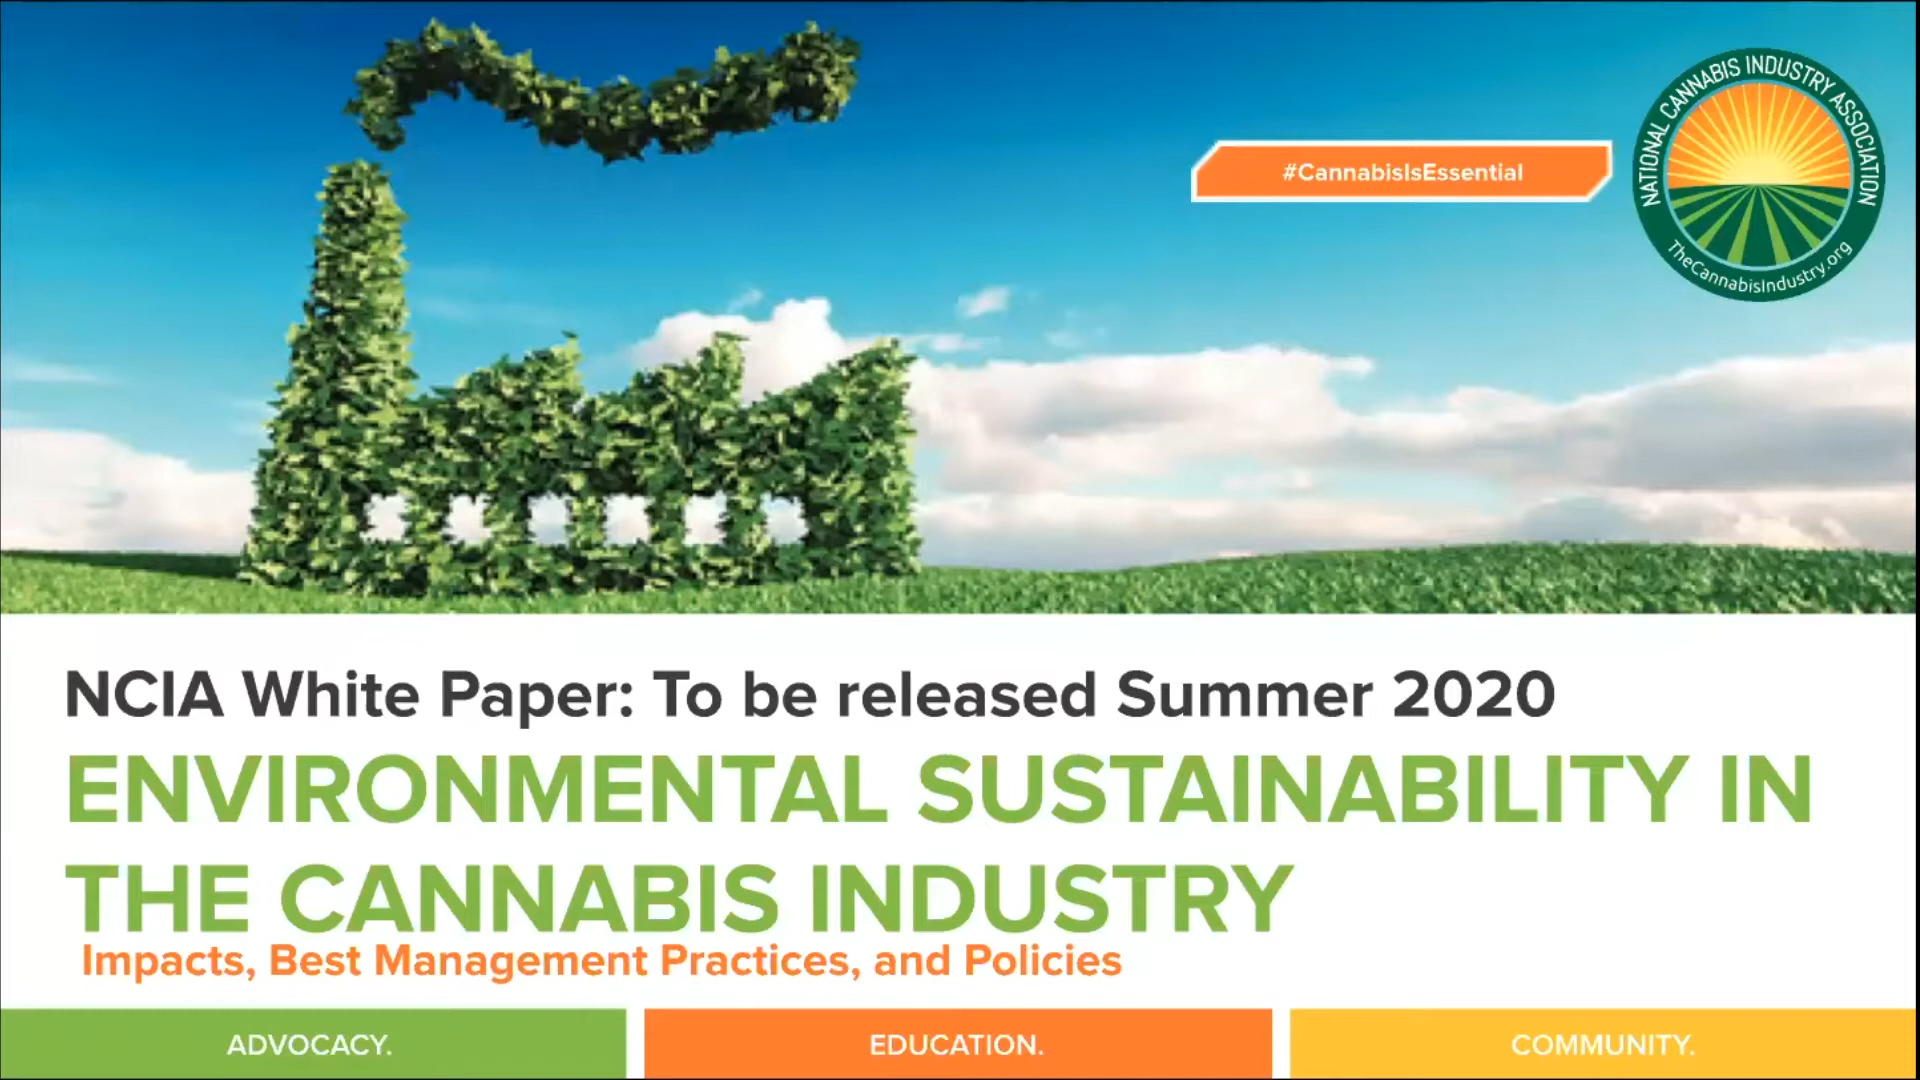 #CannabisIsEssential
NATIONAL CANNABIS INDUSTRY ASSOCIATION
TheCannabisIndustry.org
NCIA White Paper: To be released Summer 2020
ENVIRONMENTAL SUSTAINABILITY IN
THE CANNABIS INDUSTRY
Impacts, Best Management Practices, and Policies
ADVOCACY.
EDUCATION.
COMMUNITY.